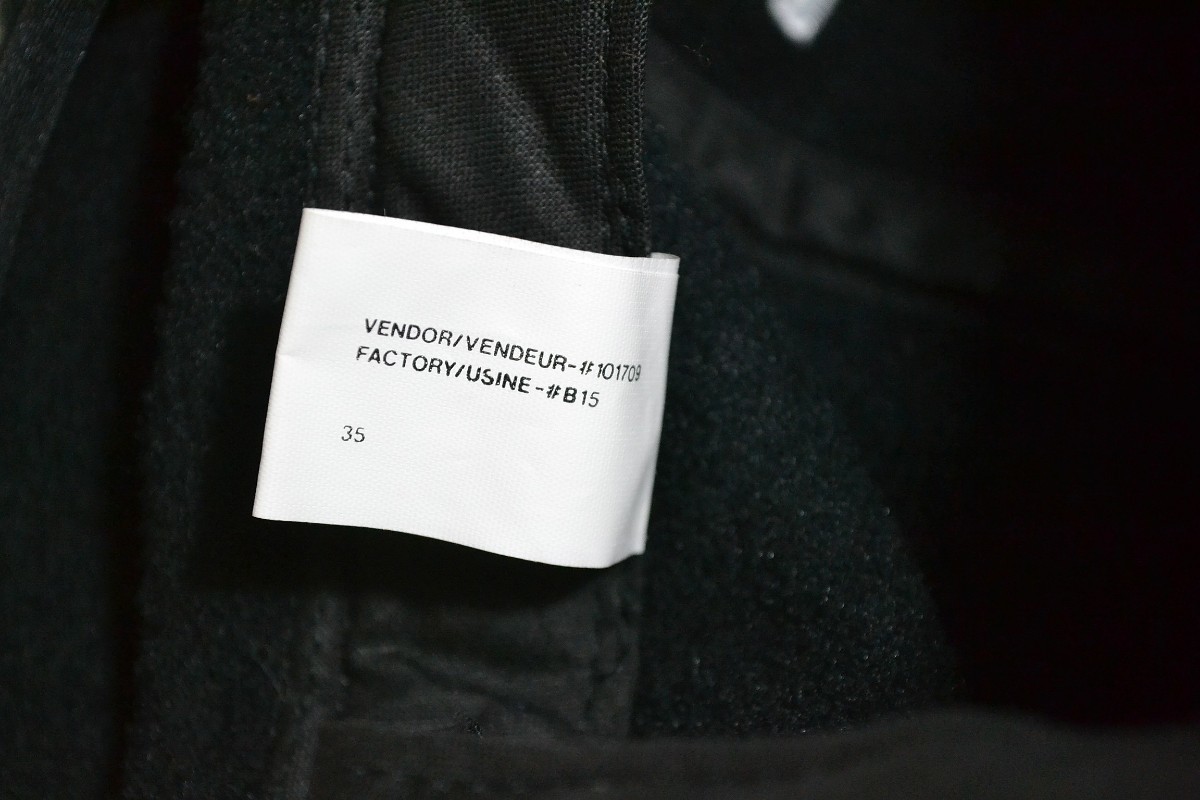 VENDOR/VENDEUR-#101709
FACTORY/USINE-#B15
35